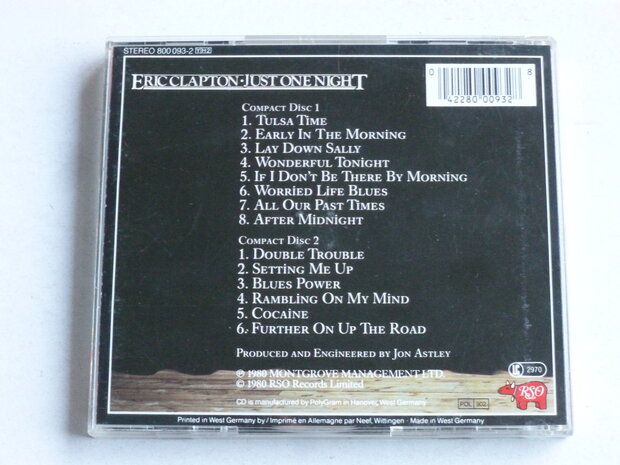 STEREO 800 093-2 Y|H|2
ERIC CLAPTON · JUST ONE NIGHT
0 42280 00932 8
COMPACT DISC 1
1. TULSA TIME
2. EARLY IN THE MORNING
3. LAY DOWN SALLY
4. WONDERFUL TONIGHT
5. IF I DON'T BE THERE BY MORNING
6. WORRIED LIFE BLUES
7. ALL OUR PAST TIMES
8. AFTER MIDNIGHT
COMPACT DISC 2
1. DOUBLE TROUBLE
2. SETTING ME UP
3. BLUES POWER
4. RAMBLING ON MY MIND
5. COCAINE
6. FURTHER ON UP THE ROAD
PRODUCED AND ENGINEERED BY JON ASTLEY
℗ 1980 MONTGROVE MANAGEMENT LTD.
© 1980 RSO Records Limited
LC 2970
RSO
CD is manufactured by PolyGram in Hanover, West Germany
POL 302
Printed in West Germany by / Imprimé en Allemagne par Neef, Wittingen · Made in West Germany